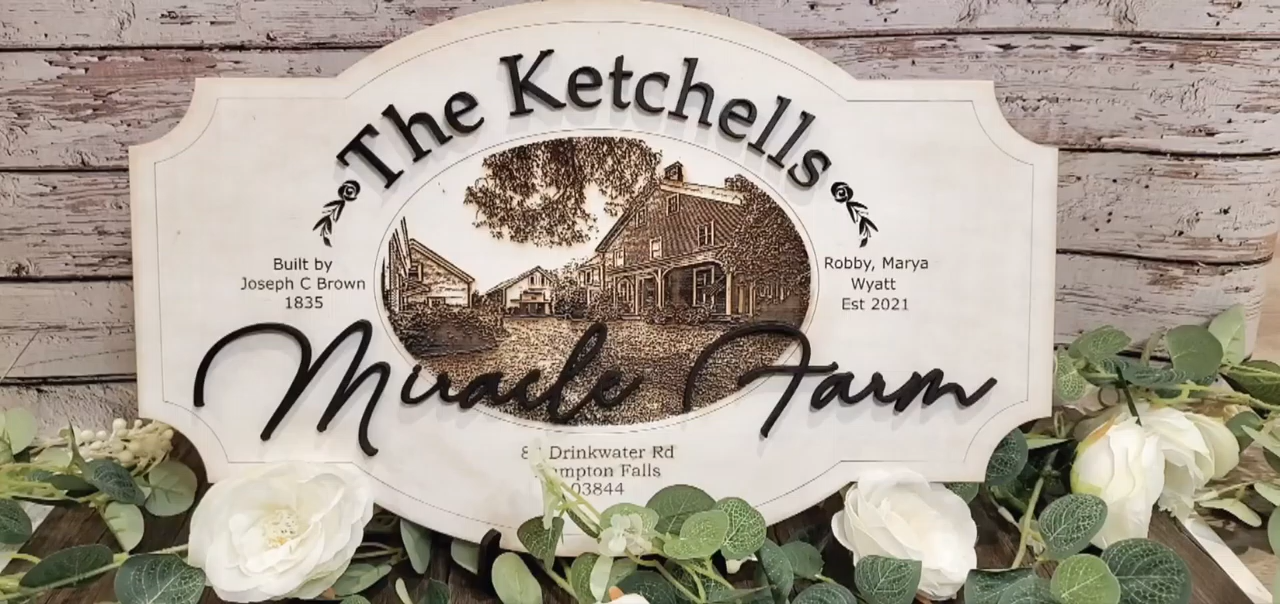 The Ketchells
Built by
Joseph C Brown
1835
Robby, Marya
Wyatt
Est 2021
Miracle Farm
Drinkwater Rd
Falls
03844